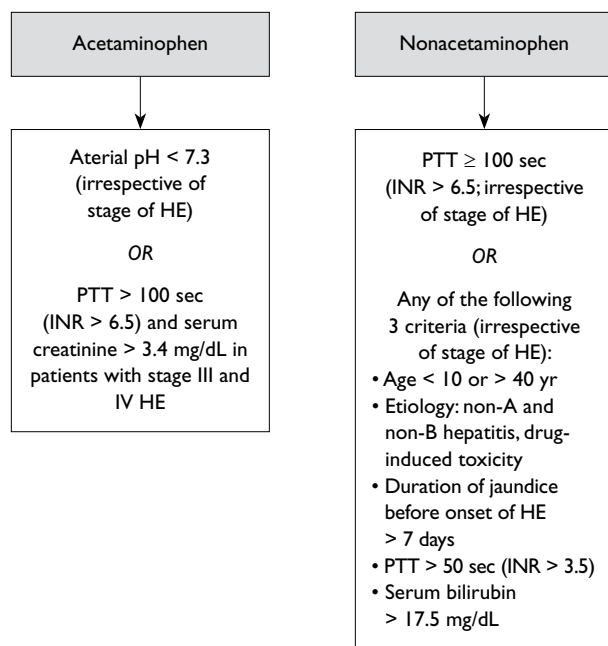 Acetaminophen
Aterial pH < 7.3
(irrespective of
stage of HE)
OR
PTT > 100 sec
(INR > 6.5) and serum
creatinine > 3.4 mg/dL in
patients with stage III and
IV HE
Nonacetaminophen
PTT ≥ 100 sec
(INR > 6.5; irrespective
of stage of HE)
OR
Any of the following
3 criteria (irrespective
of stage of HE):
• Age < 10 or > 40 yr
• Etiology: non-A and
non-B hepatitis, drug-
induced toxicity
• Duration of jaundice
before onset of HE
> 7 days
• PTT > 50 sec (INR > 3.5)
• Serum bilirubin
> 17.5 mg/dL